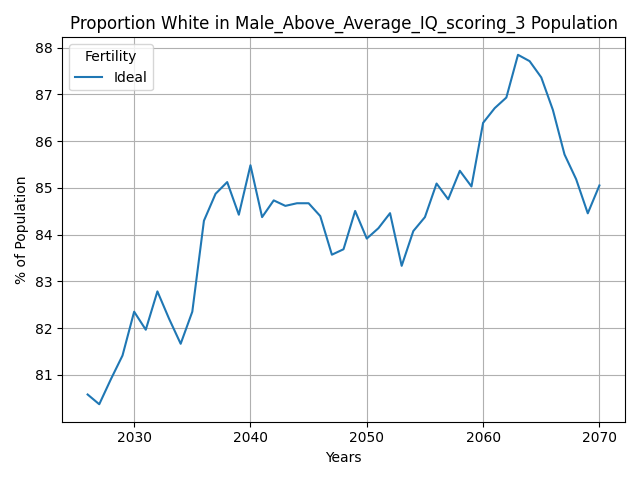 Proportion White in Male_Above_Average_IQ_scoring_3 Population
Fertility
Ideal
% of Population
88
87
86
85
84
83
82
81
2030
2040
2050
2060
2070
Years